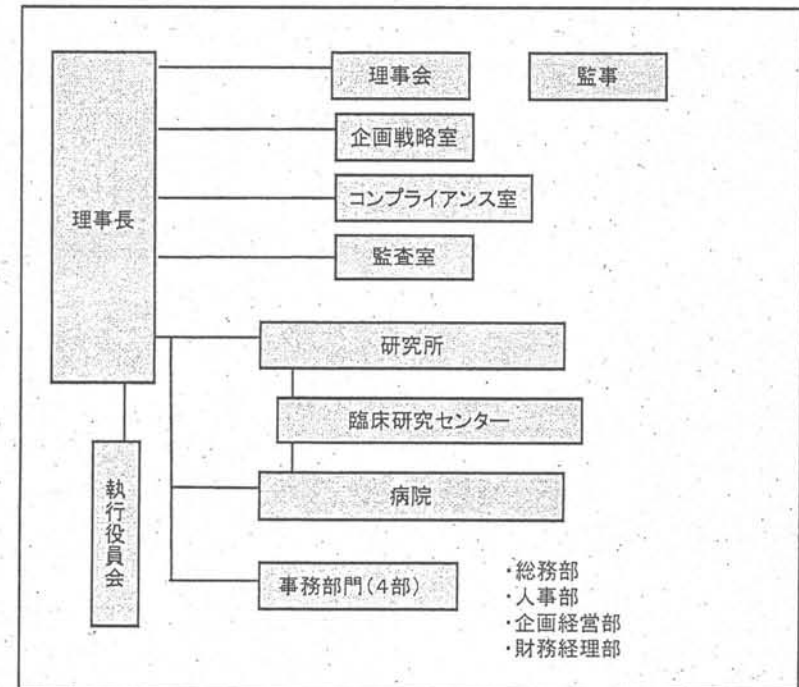 理事会
監事
企画戦略室
コンプライアンス室
理事長
監査室
研究所
臨床研究センター
執行役員会
病院
事務部門(4部)
・総務部
・人事部
・企画経営部
・財務経理部